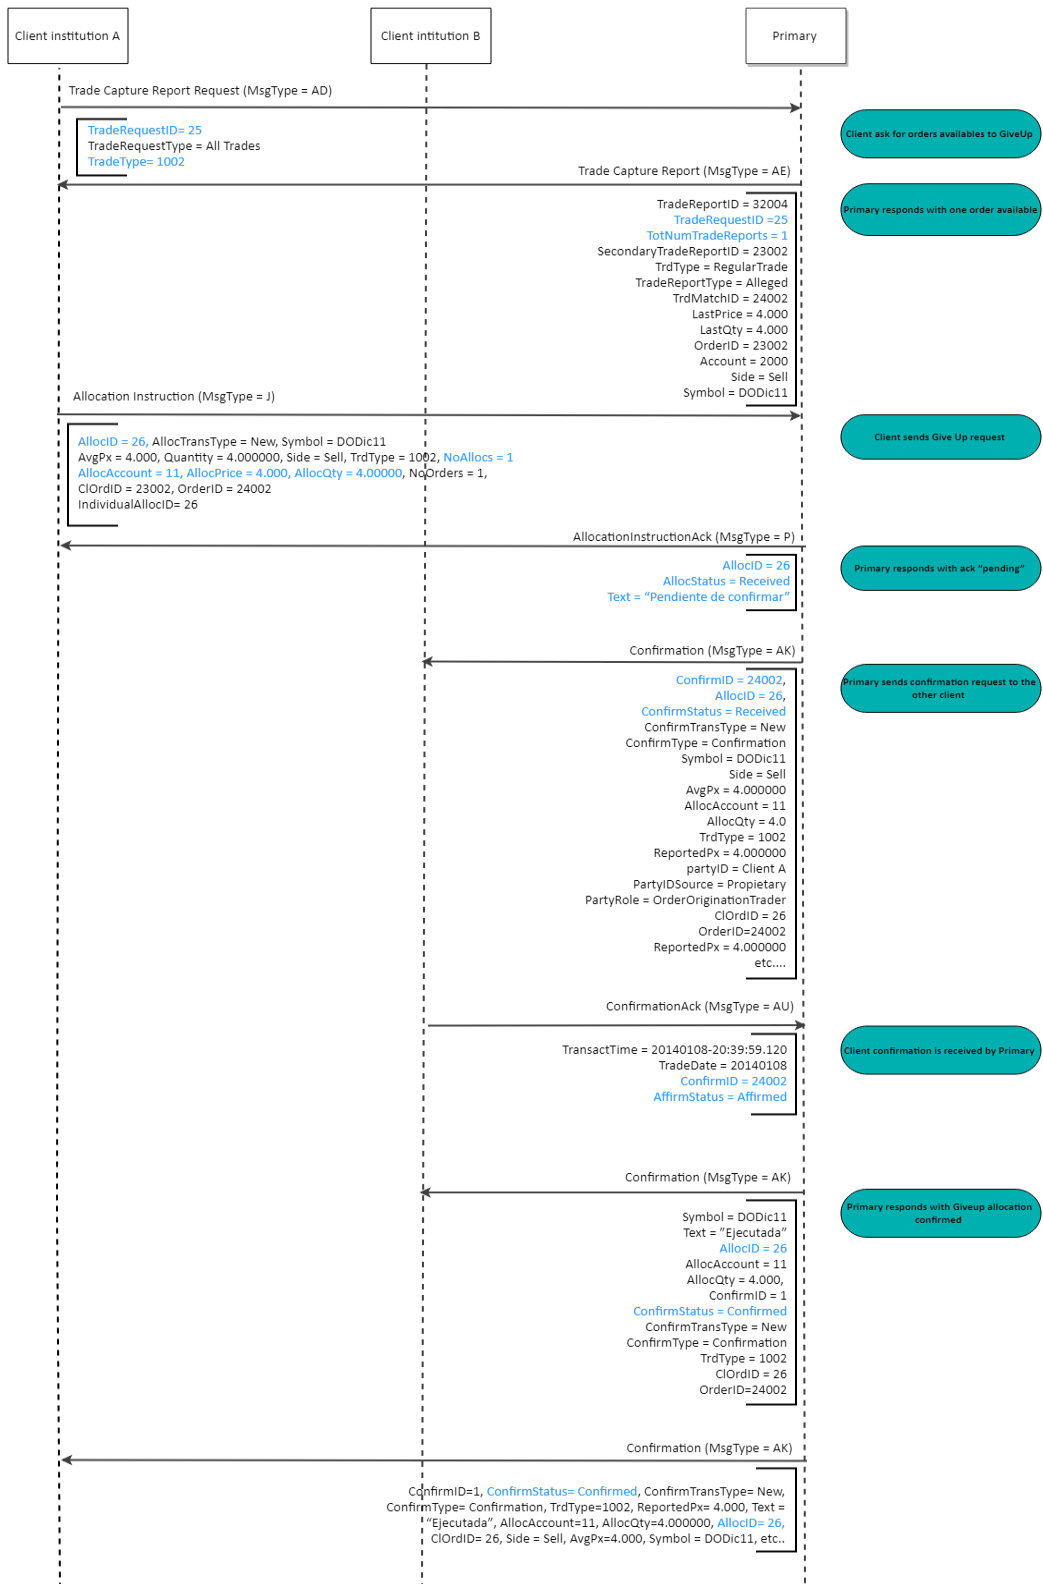 Client institution A
Client intitution B
Primary
Trade Capture Report Request (MsgType = AD)
TradeRequestID= 25
TradeRequestType = All Trades
TradeType= 1002
Client ask for orders availables to GiveUp
Trade Capture Report (MsgType = AE)
TradeReportID = 32004
TradeRequestID =25
TotNumTradeReports = 1
SecondaryTradeReportID = 23002
TrdType = RegularTrade
TradeReportType = Alleged
TrdMatchID = 24002
LastPrice = 4.000
LastQty = 4.000
OrderID = 23002
Account = 2000
Side = Sell
Symbol = DODic11
Primary responds with one order available
Allocation Instruction (MsgType = J)
AllocID = 26, AllocTransType = New, Symbol = DODic11
AvgPx = 4.000, Quantity = 4.000000, Side = Sell, TrdType = 1002, NoAllocs = 1
AllocAccount = 11, AllocPrice = 4.000, AllocQty = 4.00000, NoOrders = 1,
ClOrdID = 23002, OrderID = 24002
IndividualAllocID= 26
Client sends Give Up request
AllocationInstructionAck (MsgType = P)
AllocID = 26
AllocStatus = Received
Text = “Pendiente de confirmar”
Primary responds with ack “pending”
Confirmation (MsgType = AK)
ConfirmID = 24002,
AllocID = 26,
ConfirmStatus = Received
ConfirmTransType = New
ConfirmType = Confirmation
Symbol = DODic11
Side = Sell
AvgPx = 4.000000
AllocAccount = 11
AllocQty = 4.0
TrdType = 1002
ReportedPx = 4.000000
partyID = Client A
PartyIDSource = Propietary
PartyRole = OrderOriginationTrader
ClOrdID = 26
OrderID=24002
ReportedPx = 4.000000
etc....
Primary sends confirmation request to the
other client
ConfirmationAck (MsgType = AU)
TransactTime = 20140108-20:39:59.120
TradeDate = 20140108
ConfirmID = 24002
AffirmStatus = Affirmed
Client confirmation is received by Primary
Confirmation (MsgType = AK)
Symbol = DODic11
Text = “Ejecutada”
AllocID = 26
AllocAccount = 11
AllocQty = 4.000,
ConfirmID = 1
ConfirmStatus = Confirmed
ConfirmTransType = New
ConfirmType = Confirmation
TrdType = 1002
ClOrdID = 26
OrderID=24002
Primary responds with Giveup allocation
confirmed
Confirmation (MsgType = AK)
ConfirmID=1, ConfirmStatus= Confirmed, ConfirmTransType= New,
ConfirmType= Confirmation, TrdType=1002, ReportedPx= 4.000, Text =
“Ejecutada”, AllocAccount=11, AllocQty=4.000000, AllocID= 26,
ClOrdID= 26, Side = Sell, AvgPx=4.000, Symbol = DODic11, etc..